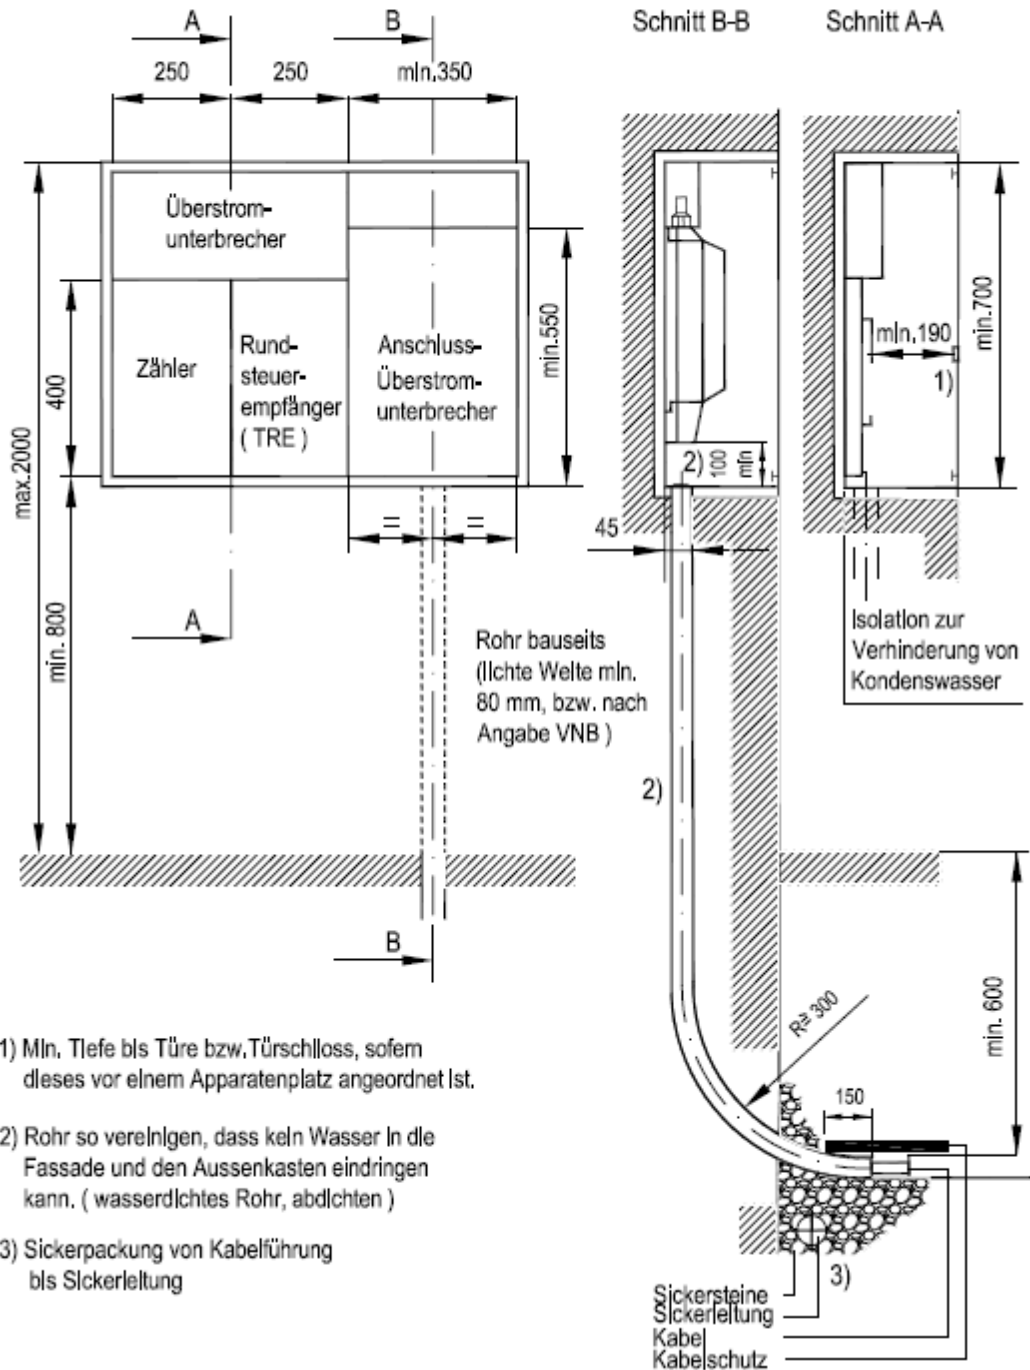 A
B
Schnitt B-B
Schnitt A-A
250
250
min.350
Überstrom-
unterbrecher
Zähler
Rund-
steuer-
empfänger
( TRE )
Anschluss-
Überstrom-
unterbrecher
400
max.2000
min. 800
min.550
=
=
A
B
2)
100
min
45
min.190
1)
min.700
Isolation zur
Verhinderung von
Kondenswasser
Rohr bauseits
(lichte Weite min.
80 mm, bzw. nach
Angabe VNB )
2)
R≥ 300
150
min. 600
3)
Sickersteine
Sickerleitung
Kabel
Kabelschutz
1) Min. Tiefe bis Türe bzw.Türschlloss, sofern
dieses vor einem Apparatenplatz angeordnet ist.
2) Rohr so vereinigen, dass kein Wasser in die
Fassade und den Aussenkasten eindringen
kann. ( wasserdichtes Rohr, abdichten )
3) Sickerpackung von Kabelführung
bis Sickerleitung